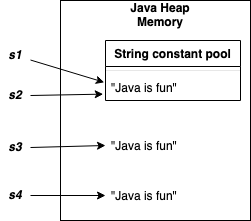 Java Heap
Memory
String constant pool
s1
"Java is fun"
s2
s3
"Java is fun"
s4
"Java is fun"